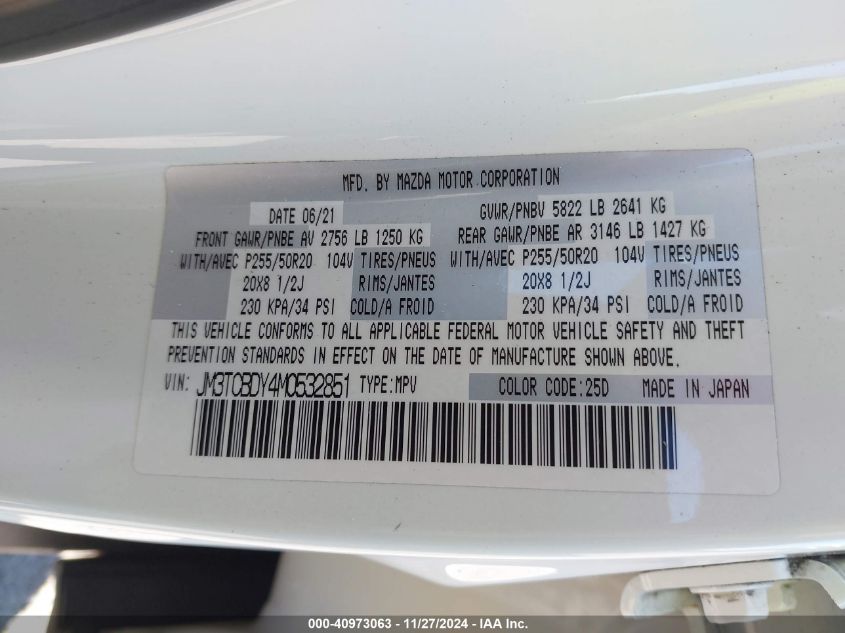 MFD. BY MAZDA MOTOR CORPORATION
DATE 06/21 GVWR/PNBV 5822 LB 2641 KG
FRONT GAWR/PNBE AV 2756 LB 1250 KG REAR GAWR/PNBE AR 3146 LB 1427 KG
WITH/AVEC P255/50R20 104V TIRES/PNEUS WITH/AVEC P255/50R20 104V TIRES/PNEUS
20X8 1/2J RIMS/JANTES 20X8 1/2J RIMS/JANTES
230 KPA/34 PSI COLD/A FROID 230 KPA/34 PSI COLD/A FROID
THIS VEHICLE CONFORMS TO ALL APPLICABLE FEDERAL MOTOR VEHICLE SAFETY AND THEFT
PREVENTION STANDARDS IN EFFECT ON THE DATE OF MANUFACTURE SHOWN ABOVE.
VIN: JM3TCBDY4M0532851 TYPE:MPV COLOR CODE:25D MADE IN JAPAN
000-40973063 - 11/27/2024 - IAA Inc.